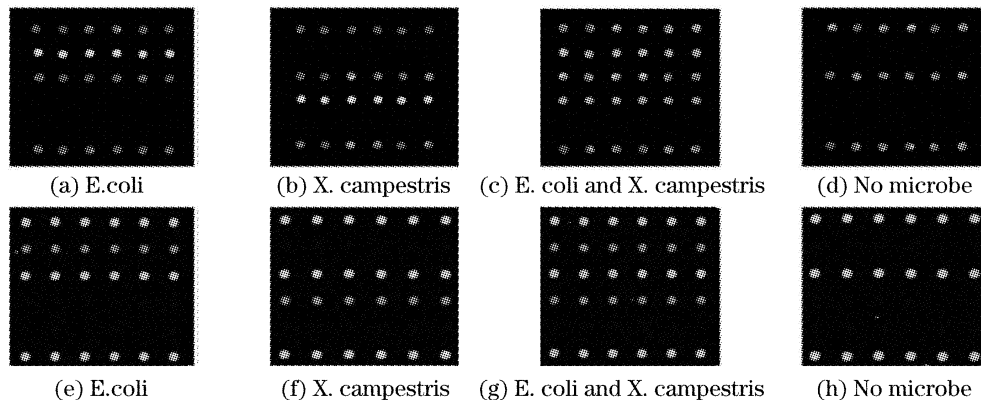 (a) E.coli
(b) X. campestris
(c) E. coli and X. campestris
(d) No microbe
(e) E.coli
(f) X. campestris
(g) E. coli and X. campestris
(h) No microbe